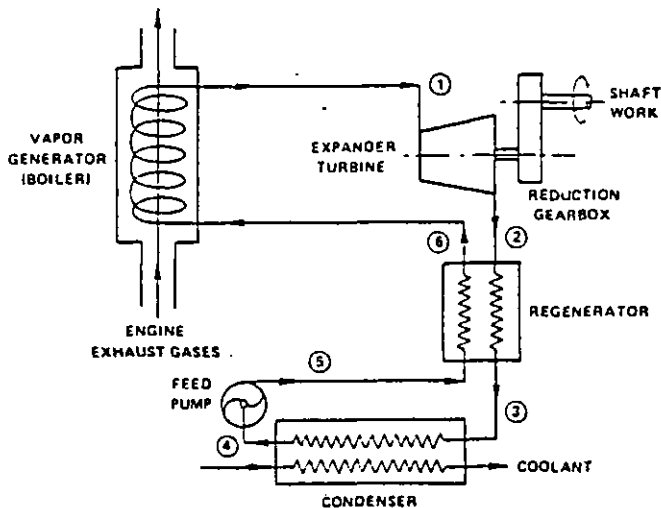 ①
SHAFT
WORK
VAPOR
GENERATOR
(BOILER)
EXPANDER
TURBINE
REDUCTION
GEARBOX
⑥
②
REGENERATOR
ENGINE
EXHAUST GASES
⑤
FEED
PUMP
③
④
COOLANT
CONDENSER